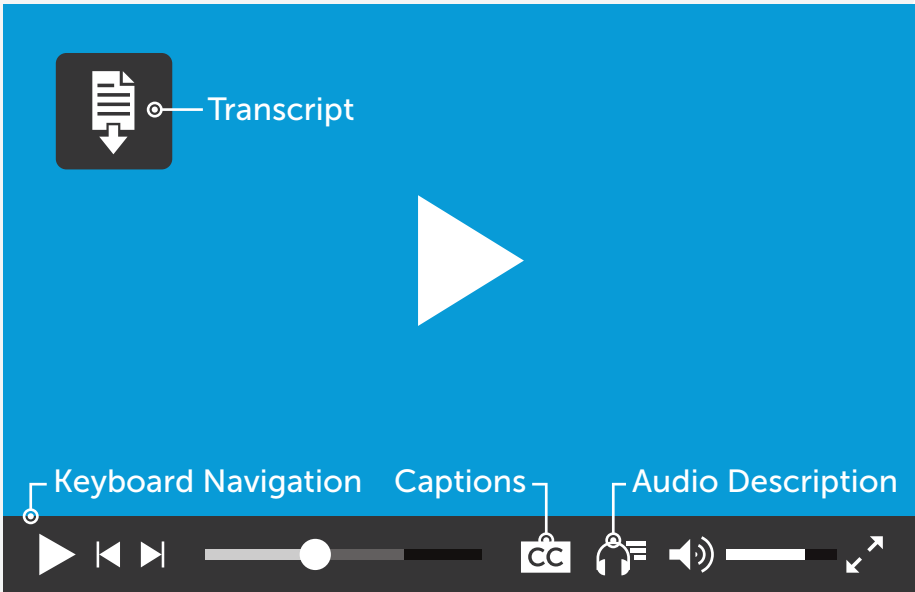 Transcript
Keyboard Navigation
Captions
Audio Description
CC